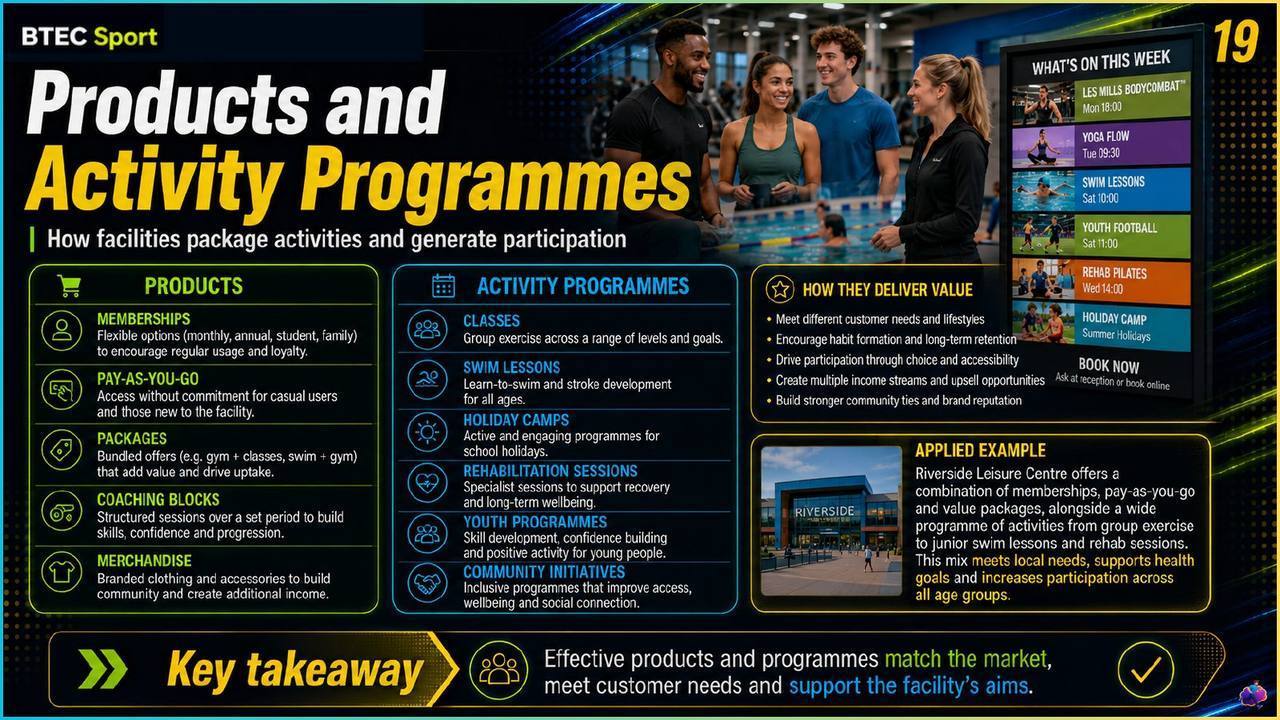 BTEC Sport
19
Products and
Activity Programmes
How facilities package activities and generate participation
WHAT'S ON THIS WEEK
LES MILLS BODYCOMBAT™
Mon 18:00
YOGA FLOW
Tue 09:30
SWIM LESSONS
Sat 10:00
YOUTH FOOTBALL
Sat 11:00
REHAB PILATES
Wed 14:00
HOLIDAY CAMP
Summer Holidays
BOOK NOW
Ask at reception or book online
PRODUCTS
MEMBERSHIPS
Flexible options (monthly, annual, student, family)
to encourage regular usage and loyalty.
PAY-AS-YOU-GO
Access without commitment for casual users
and those new to the facility.
PACKAGES
Bundled offers (e.g. gym + classes, swim + gym)
that add value and drive uptake.
COACHING BLOCKS
Structured sessions over a set period to build
skills, confidence and progression.
MERCHANDISE
Branded clothing and accessories to build
community and create additional income.
ACTIVITY PROGRAMMES
CLASSES
Group exercise across a range of levels and goals.
SWIM LESSONS
Learn-to-swim and stroke development
for all ages.
HOLIDAY CAMPS
Active and engaging programmes for
school holidays.
REHABILITATION SESSIONS
Specialist sessions to support recovery
and long-term wellbeing.
YOUTH PROGRAMMES
Skill development, confidence building
and positive activity for young people.
COMMUNITY INITIATIVES
Inclusive programmes that improve access,
wellbeing and social connection.
HOW THEY DELIVER VALUE
• Meet different customer needs and lifestyles
• Encourage habit formation and long-term retention
• Drive participation through choice and accessibility
• Create multiple income streams and upsell opportunities
• Build stronger community ties and brand reputation
RIVERSIDE
APPLIED EXAMPLE
Riverside Leisure Centre offers a
combination of memberships, pay-as-you-go
and value packages, alongside a wide
programme of activities from group exercise
to junior swim lessons and rehab sessions.
This mix meets local needs, supports health
goals and increases participation across
all age groups.
Key takeaway
Effective products and programmes match the market,
meet customer needs and support the facility's aims.